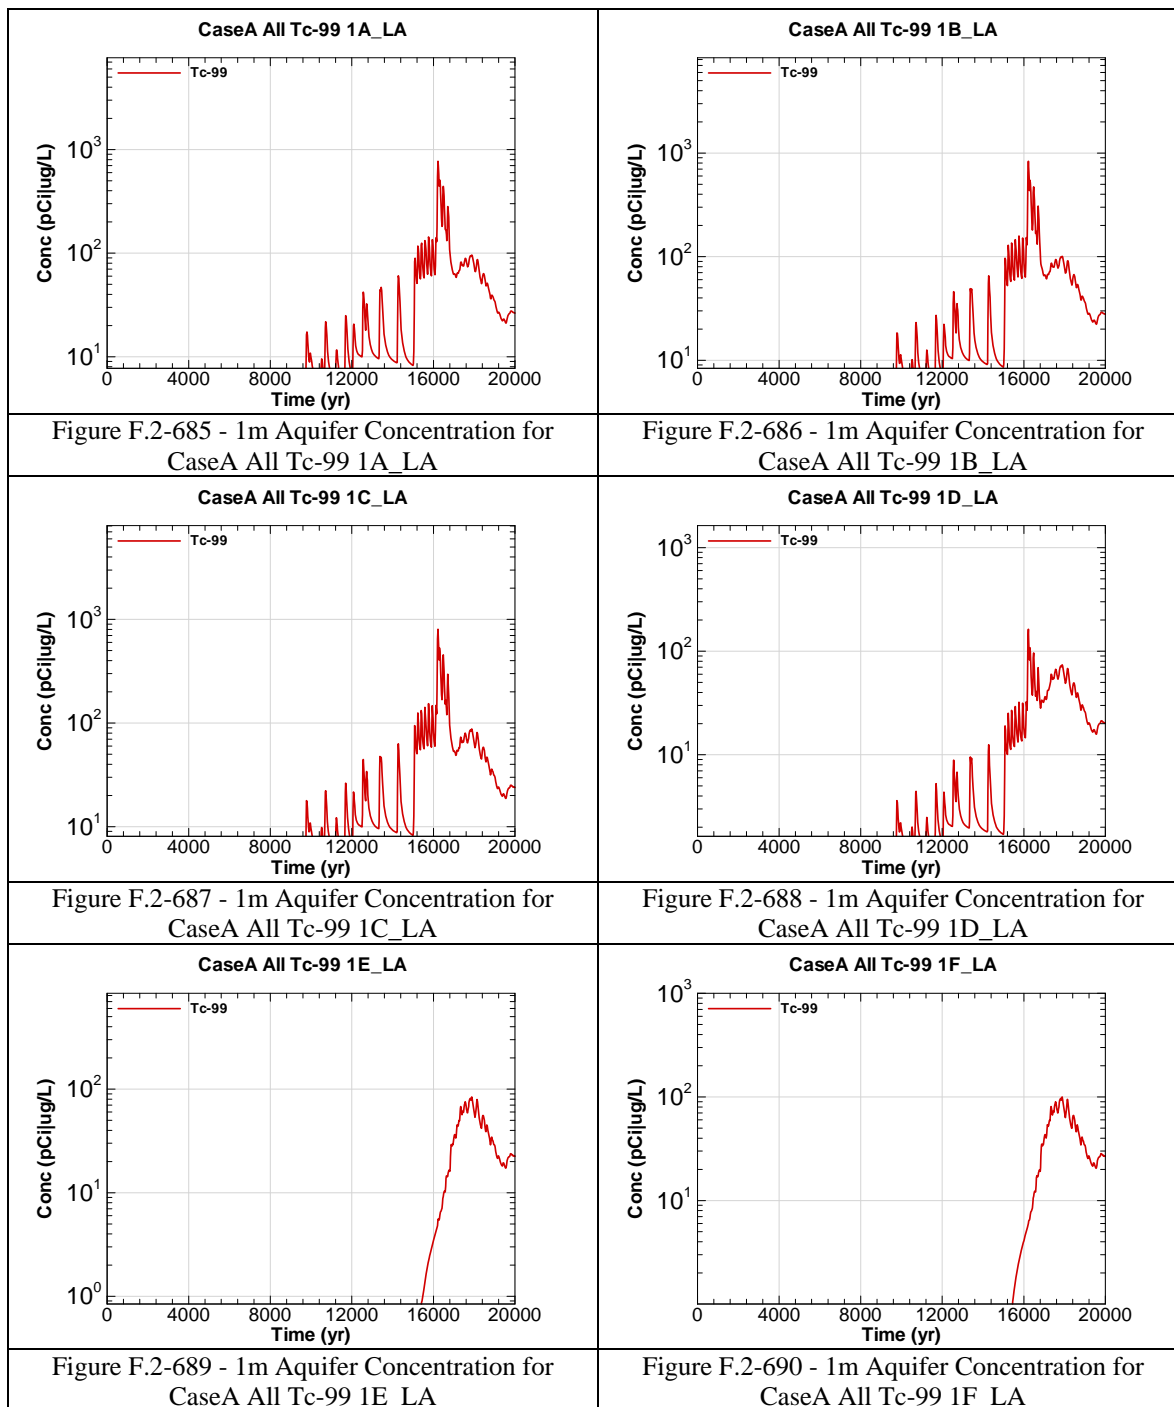 CaseA All Tc-99 1A_LA
Tc-99
Conc (pCi|ug/L)
10^3
10^2
10^1
0 4000 8000 12000 16000 20000
Time (yr)
Figure F.2-685 - 1m Aquifer Concentration for
CaseA All Tc-99 1A_LA
CaseA All Tc-99 1B_LA
Tc-99
Conc (pCi|ug/L)
10^3
10^2
10^1
0 4000 8000 12000 16000 20000
Time (yr)
Figure F.2-686 - 1m Aquifer Concentration for
CaseA All Tc-99 1B_LA
CaseA All Tc-99 1C_LA
Tc-99
Conc (pCi|ug/L)
10^3
10^2
10^1
0 4000 8000 12000 16000 20000
Time (yr)
Figure F.2-687 - 1m Aquifer Concentration for
CaseA All Tc-99 1C_LA
CaseA All Tc-99 1D_LA
Tc-99
Conc (pCi|ug/L)
10^3
10^2
10^1
0 4000 8000 12000 16000 20000
Time (yr)
Figure F.2-688 - 1m Aquifer Concentration for
CaseA All Tc-99 1D_LA
CaseA All Tc-99 1E_LA
Tc-99
Conc (pCi|ug/L)
10^2
10^1
10^0
0 4000 8000 12000 16000 20000
Time (yr)
Figure F.2-689 - 1m Aquifer Concentration for
CaseA All Tc-99 1E_LA
CaseA All Tc-99 1F_LA
Tc-99
Conc (pCi|ug/L)
10^3
10^2
10^1
0 4000 8000 12000 16000 20000
Time (yr)
Figure F.2-690 - 1m Aquifer Concentration for
CaseA All Tc-99 1F_LA